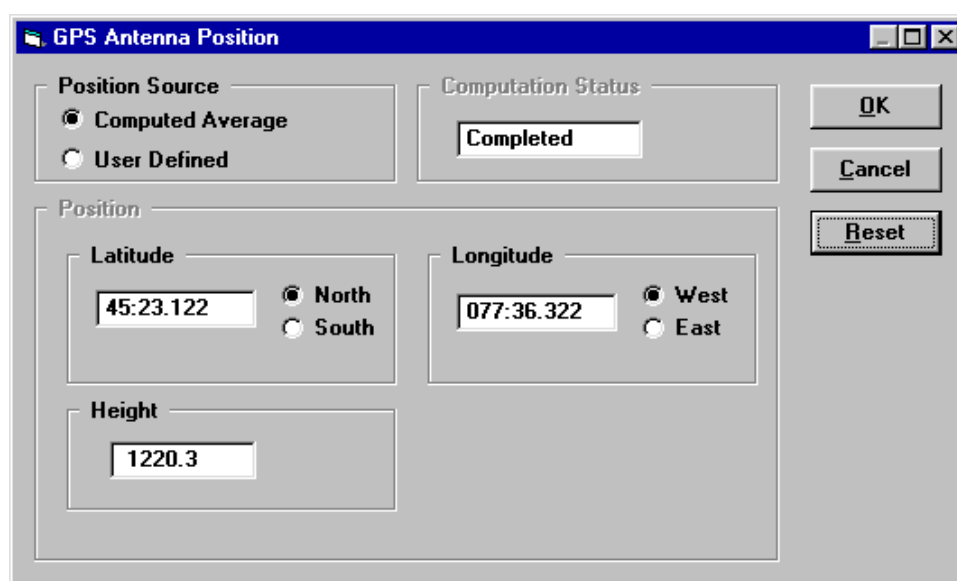 GPS Antenna Position
Position Source
Computed Average
User Defined
Computation Status
Completed
OK
Cancel
Reset
Position
Latitude
45:23.122
North
South
Longitude
077:36.322
West
East
Height
1220.3